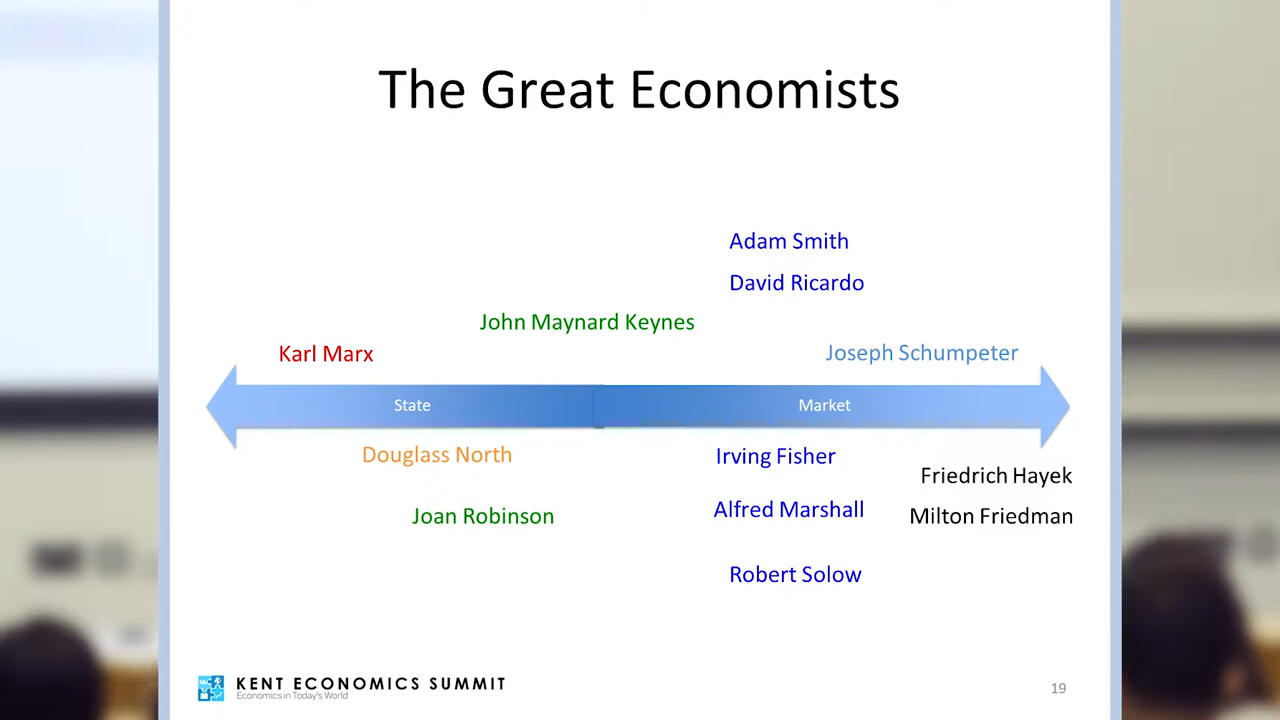 The Great Economists
Adam Smith
David Ricardo
John Maynard Keynes
Karl Marx
Joseph Schumpeter
State
Market
Douglass North
Irving Fisher
Friedrich Hayek
Joan Robinson
Alfred Marshall
Milton Friedman
Robert Solow
KENT ECONOMICS SUMMIT
Economics in Today's World
19